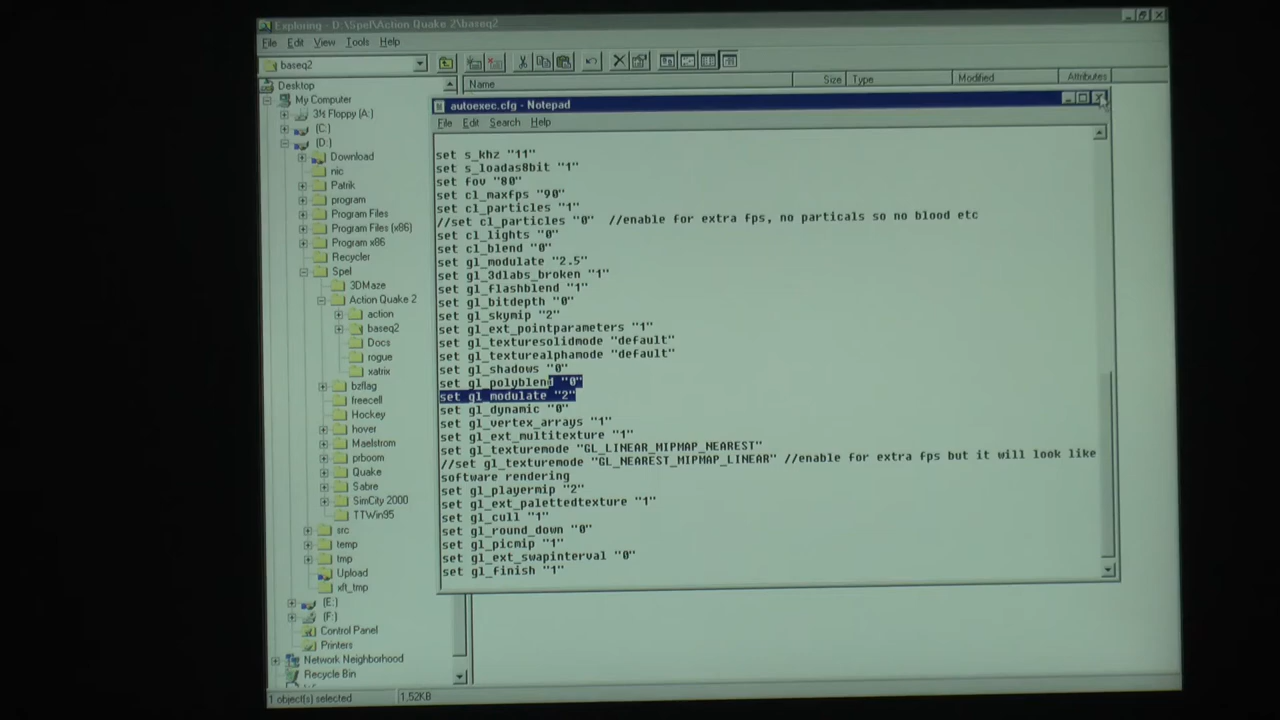 Exploring - D:\Spel\Action Quake 2\baseq2
File Edit View Tools Help
baseq2
Name Size Type Modified Attributes
Desktop
My Computer
3½ Floppy (A:)
(C:)
(D:)
Download
nic
Patrik
program
Program Files
Program Files (x86)
Program x86
Recycler
Spel
3DMaze
Action Quake 2
action
baseq2
Docs
rogue
xatrix
bzflag
freecell
Hockey
hover
Maelstrom
prboom
Quake
Sabre
SimCity 2000
TTWin95
src
temp
tmp
Upload
xft_tmp
(E:)
(F:)
Control Panel
Printers
Network Neighborhood
Recycle Bin
1 object(s) selected 1,52KB
autoexec.cfg - Notepad
File Edit Search Help
set s_khz "11"
set s_loadas8bit "1"
set fov "80"
set cl_maxfps "90"
set cl_particles "1"
//set cl_particles "0" //enable for extra fps, no particals so no blood etc
set cl_lights "0"
set cl_blend "0"
set gl_modulate "2.5"
set gl_3dlabs_broken "1"
set gl_flashblend "1"
set gl_bitdepth "0"
set gl_skymip "2"
set gl_ext_pointparameters "1"
set gl_texturesolidmode "default"
set gl_texturealphamode "default"
set gl_shadows "0"
set gl_polyblend "0"
set gl_modulate "2"
set gl_dynamic "0"
set gl_vertex_arrays "1"
set gl_ext_multitexture "1"
set gl_texturemode "GL_LINEAR_MIPMAP_NEAREST"
//set gl_texturemode "GL_NEAREST_MIPMAP_LINEAR" //enable for extra fps but it will look like
software rendering
set gl_playermip "2"
set gl_ext_palettedtexture "1"
set gl_cull "1"
set gl_round_down "0"
set gl_picmip "1"
set gl_ext_swapinterval "0"
set gl_finish "1"